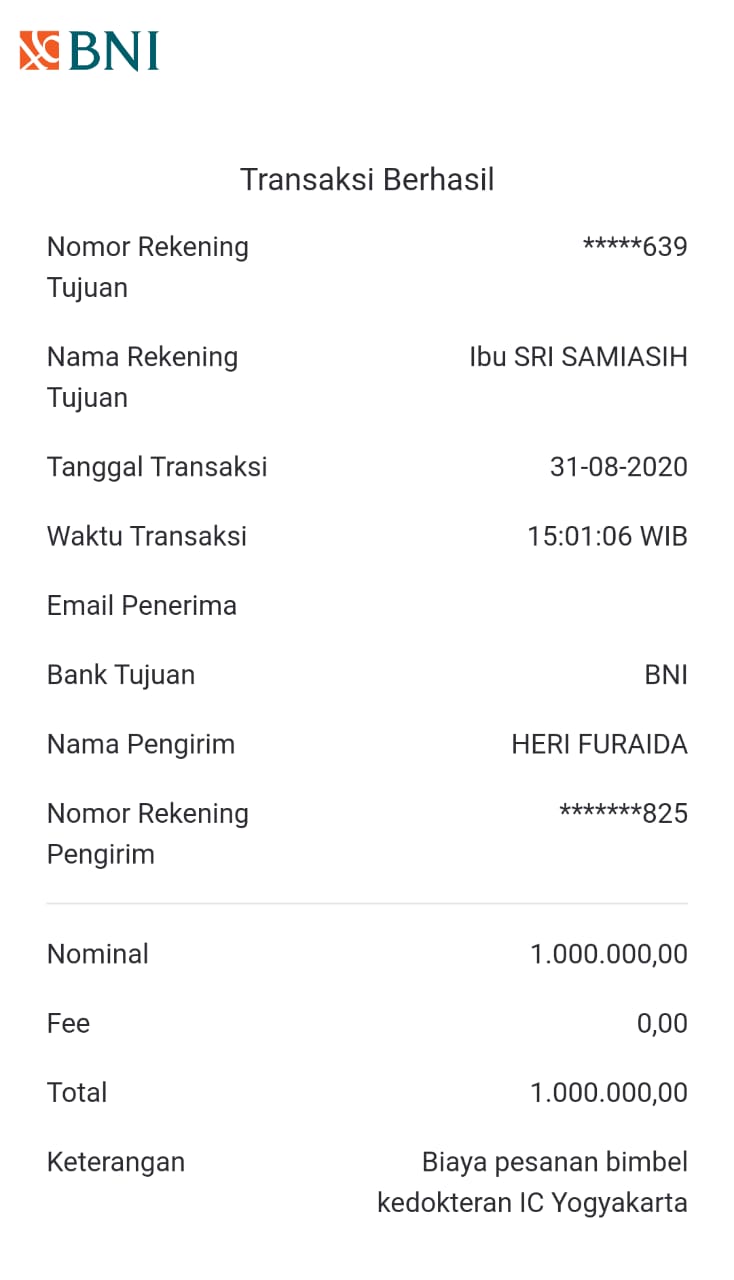 BNI
Transaksi Berhasil
Nomor Rekening Tujuan *****639
Nama Rekening Tujuan Ibu SRI SAMIASIH
Tanggal Transaksi 31-08-2020
Waktu Transaksi 15:01:06 WIB
Email Penerima
Bank Tujuan BNI
Nama Pengirim HERI FURAIDA
Nomor Rekening Pengirim *******825
Nominal 1.000.000,00
Fee 0,00
Total 1.000.000,00
Keterangan Biaya pesanan bimbel
kedokteran IC Yogyakarta